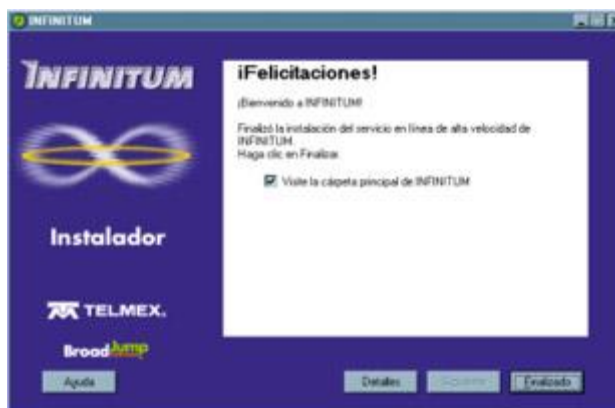 INFINITUM
INFINITUM
¡Felicitaciones!
¡Bienvenido a INFINITUM!
Finalizó la instalación del servicio en línea de alta velocidad de
INFINITUM.
Haga clic en Finalizar.
Visite la carpeta principal de INFINITUM
Instalador
TELMEX.
BroadJump
Ayuda
Detalles
Siguiente
Finalizado